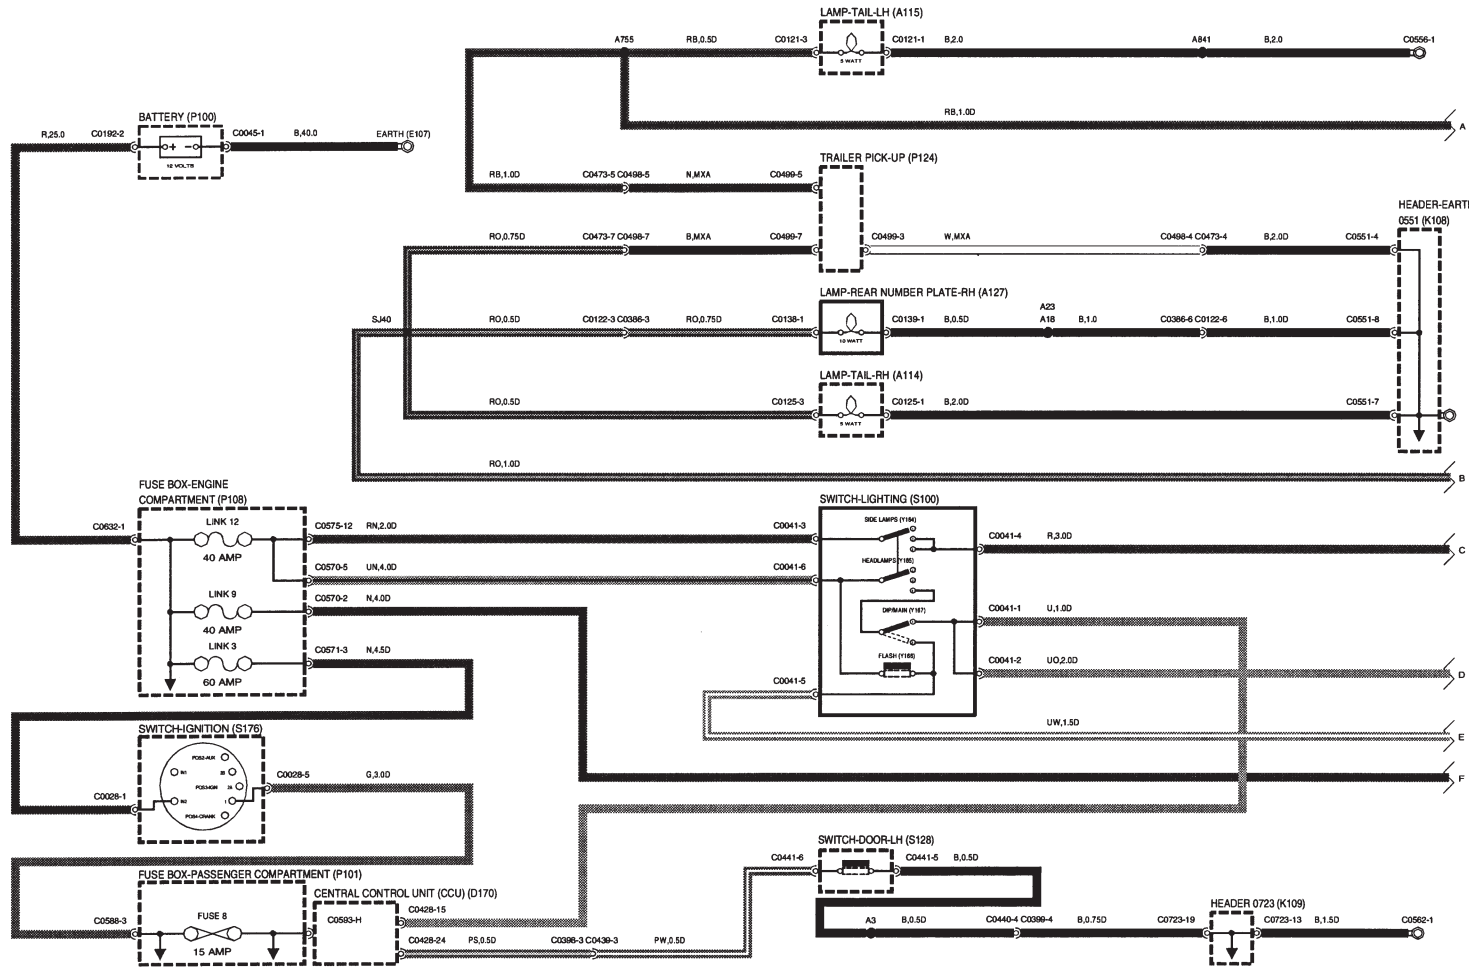 LAMP-TAIL-LH (A115)
A755 RB,0.5D C0121-3 C0121-1 B,2.0 A841 B,2.0 C0556-1
5 WATT
BATTERY (P100)
RB,1.0D
A
R,25.0 C0192-2 C0045-1 B,40.0 EARTH (E107)
+ -
12 VOLTS
TRAILER PICK-UP (P124)
RB,1.0D C0473-5 C0498-5 N,MXA C0499-5
HEADER-EARTH
0551 (K108)
RO,0.75D C0473-7 C0498-7 B,MXA C0499-7 C0499-3 W,MXA C0498-4 C0473-4 B,2.0D C0551-4
LAMP-REAR NUMBER PLATE-RH (A127)
A23
SJ40 RO,0.5D C0122-3 C0386-3 RO,0.75D C0138-1 C0139-1 B,0.5D A18 B,1.0 C0386-6 C0122-6 B,1.0D C0551-8
10 WATT
LAMP-TAIL-RH (A114)
RO,0.5D C0125-3 C0125-1 B,2.0D C0551-7
5 WATT
RO,1.0D
B
FUSE BOX-ENGINE
COMPARTMENT (P108)
SWITCH-LIGHTING (S100)
C0632-1 LINK 12 C0575-12 RN,2.0D C0041-3 SIDE LAMPS (Y164) C0041-4 R,3.0D
C
40 AMP
C0570-5 UN,4.0D C0041-6 HEADLAMPS (Y165)
LINK 9 C0570-2 N,4.0D
40 AMP
DIP/MAIN (Y167) C0041-1 U,1.0D
LINK 3 C0571-3 N,4.5D
60 AMP
FLASH (Y166) C0041-2 UO,2.0D
D
C0041-5
UW,1.5D
E
SWITCH-IGNITION (S176)
POS2-AUX
C0028-5 G,3.0D
F
C0028-1 IN2 1
POS4-CRANK
SWITCH-DOOR-LH (S128)
C0441-6 C0441-5 B,0.5D
FUSE BOX-PASSENGER COMPARTMENT (P101)
CENTRAL CONTROL UNIT (CCU) (D170)
HEADER 0723 (K109)
C0588-3 FUSE 8 C0593-H C0428-15
A3 B,0.5D C0440-4 C0399-4 B,0.75D C0723-19 C0723-13 B,1.5D C0562-1
15 AMP
C0428-24 PS,0.5D C0398-3 C0439-3 PW,0.5D